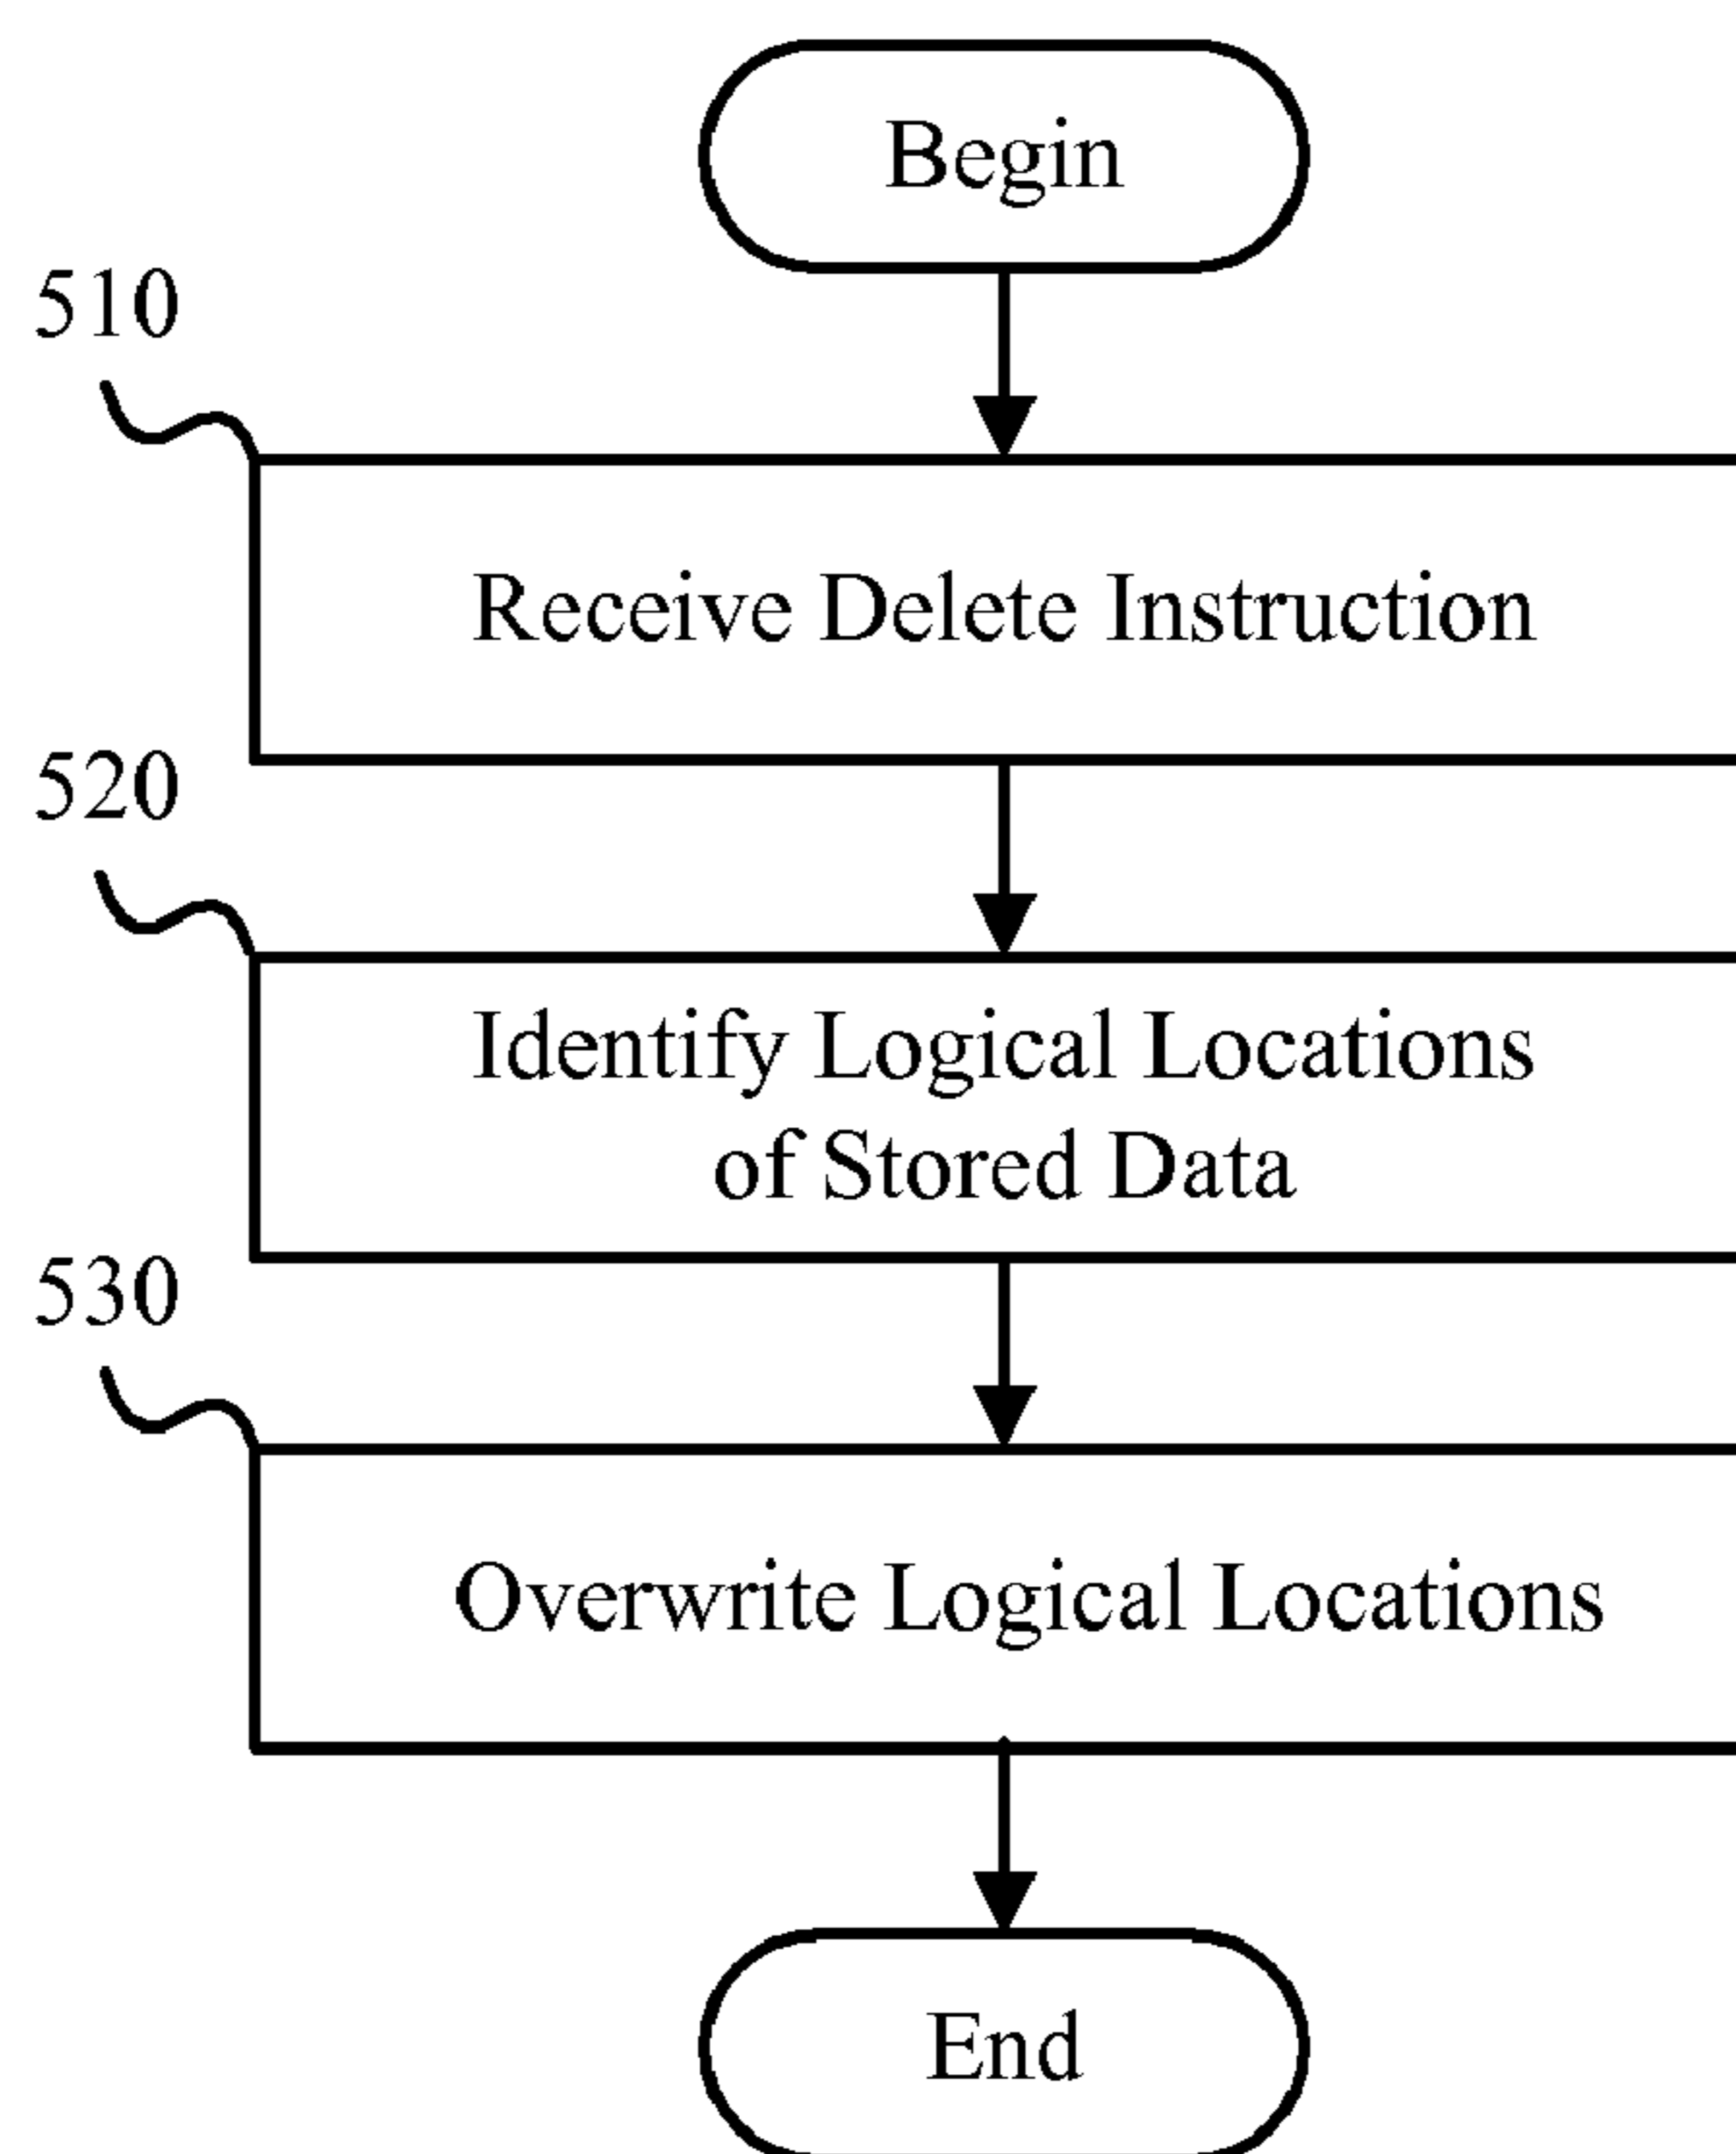 Begin
510
Receive Delete Instruction
520
Identify Logical Locations
of Stored Data
530
Overwrite Logical Locations
End